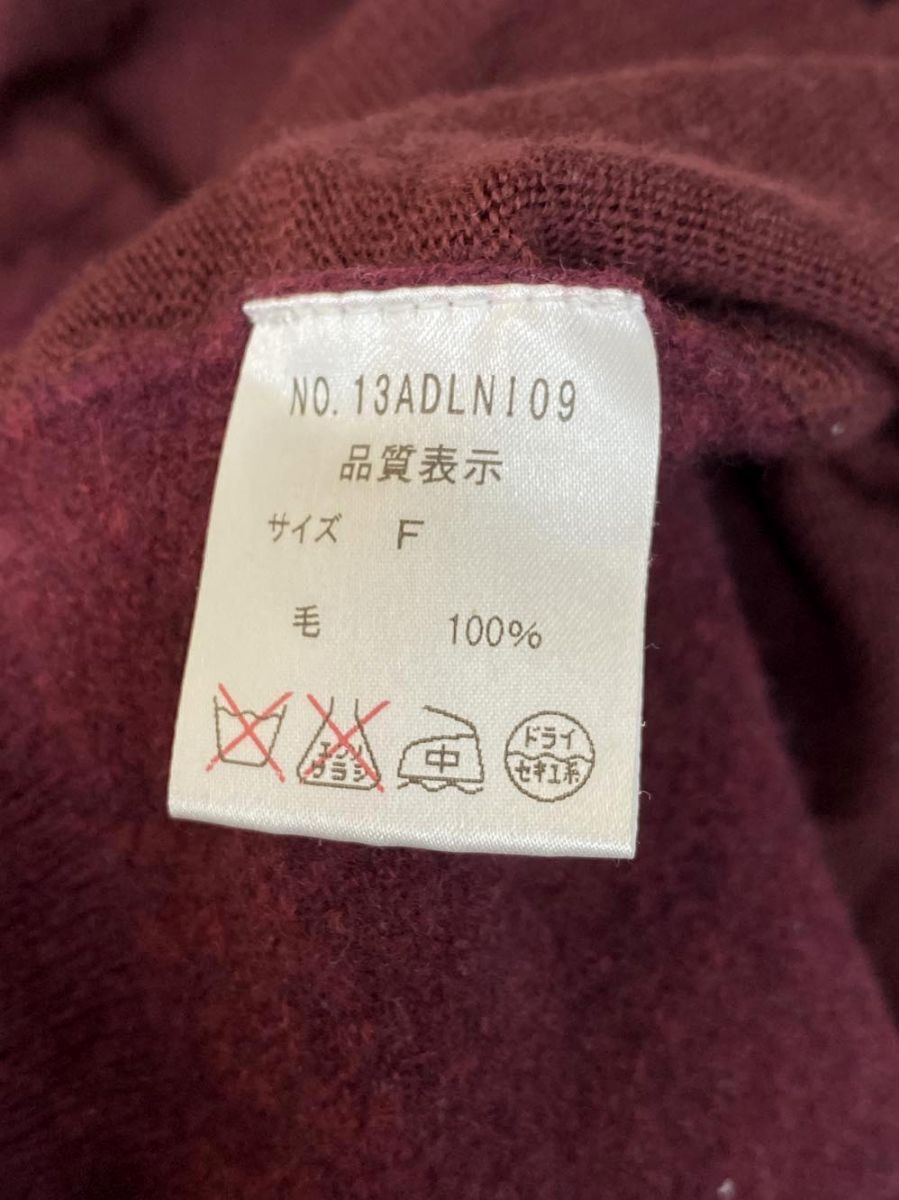 NO.13ADLNI09
品質表示
サイズ F
毛 100%
エンソ
サラシ
中
ドライ
セキユ系